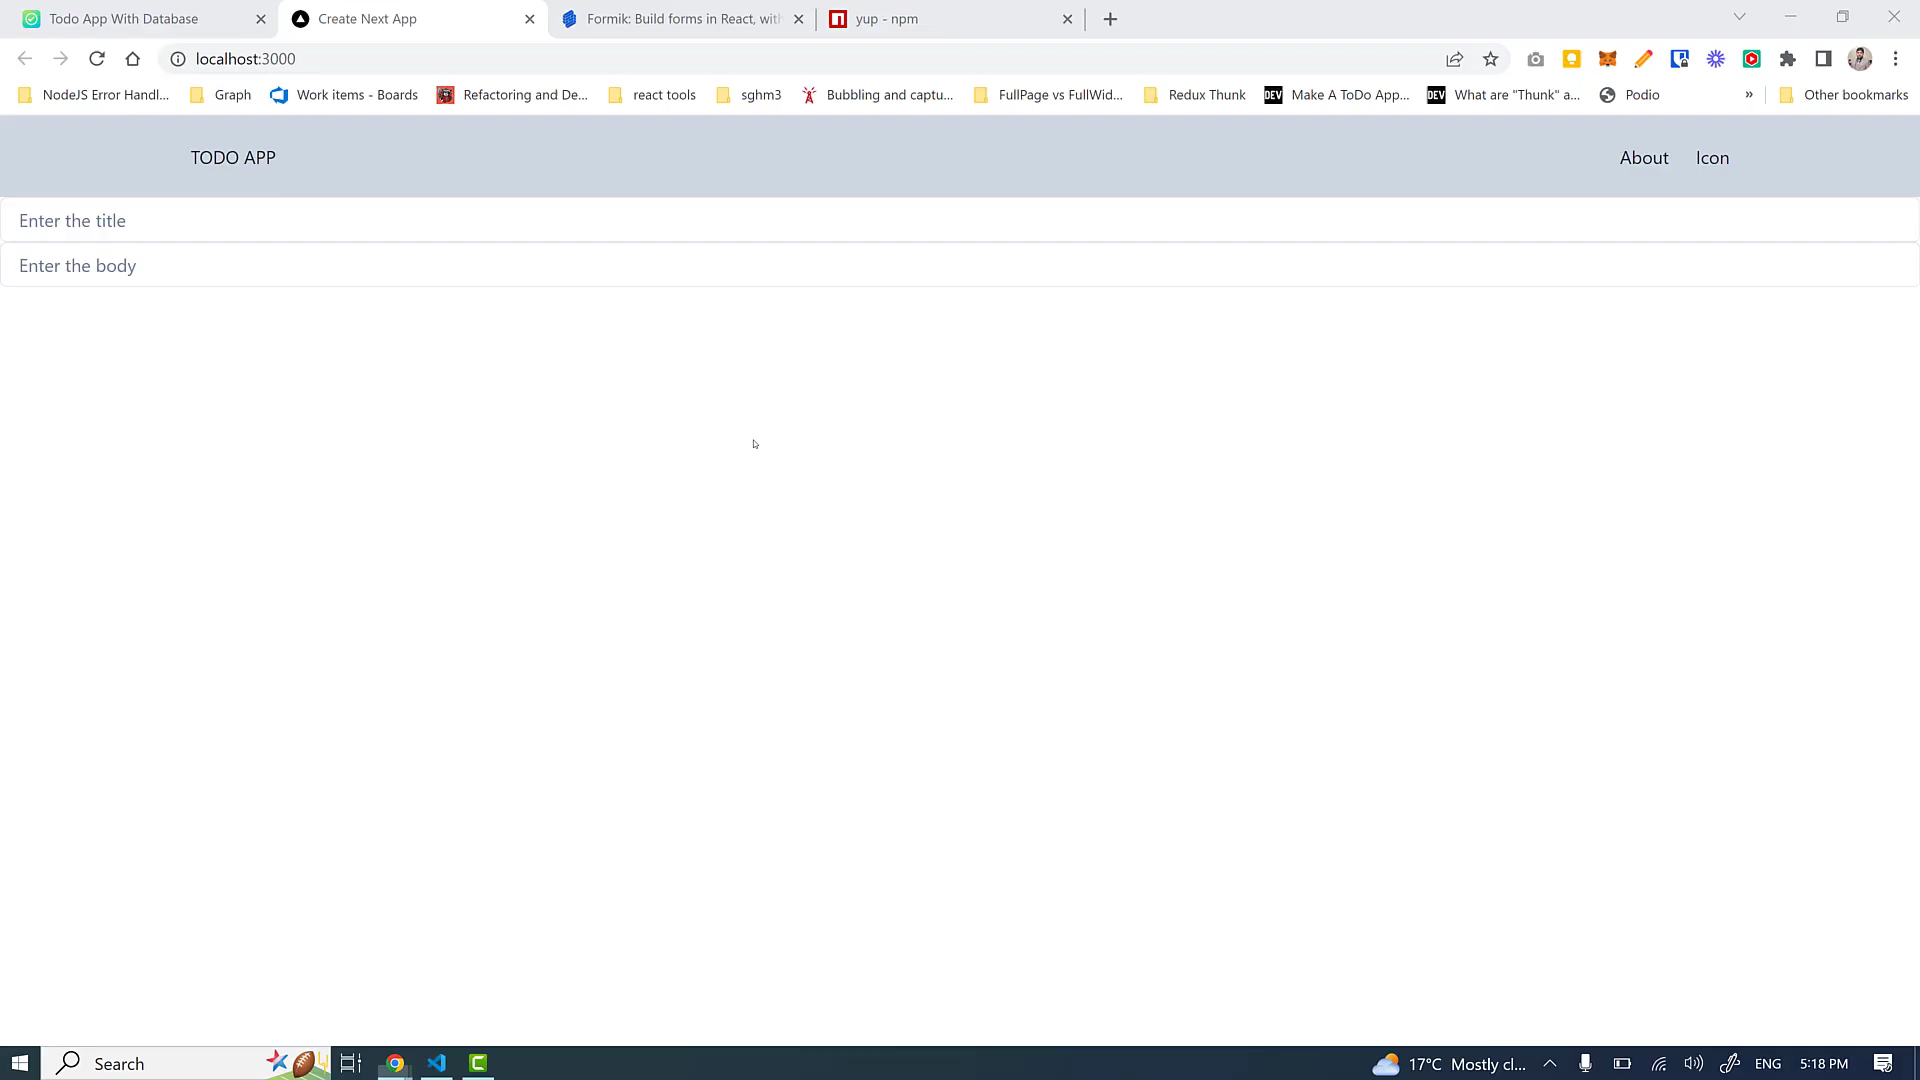 Todo App With Database
Create Next App
Formik: Build forms in React, wit
yup - npm
localhost:3000
NodeJS Error Handl...
Graph
Work items - Boards
Refactoring and De...
react tools
sghm3
Bubbling and captu...
FullPage vs FullWid...
Redux Thunk
DEV
Make A ToDo App...
DEV
What are "Thunk" a...
Podio
»
Other bookmarks
TODO APP
About
Icon
Enter the title
Enter the body
Search
17°C Mostly cl...
ENG
5:18 PM